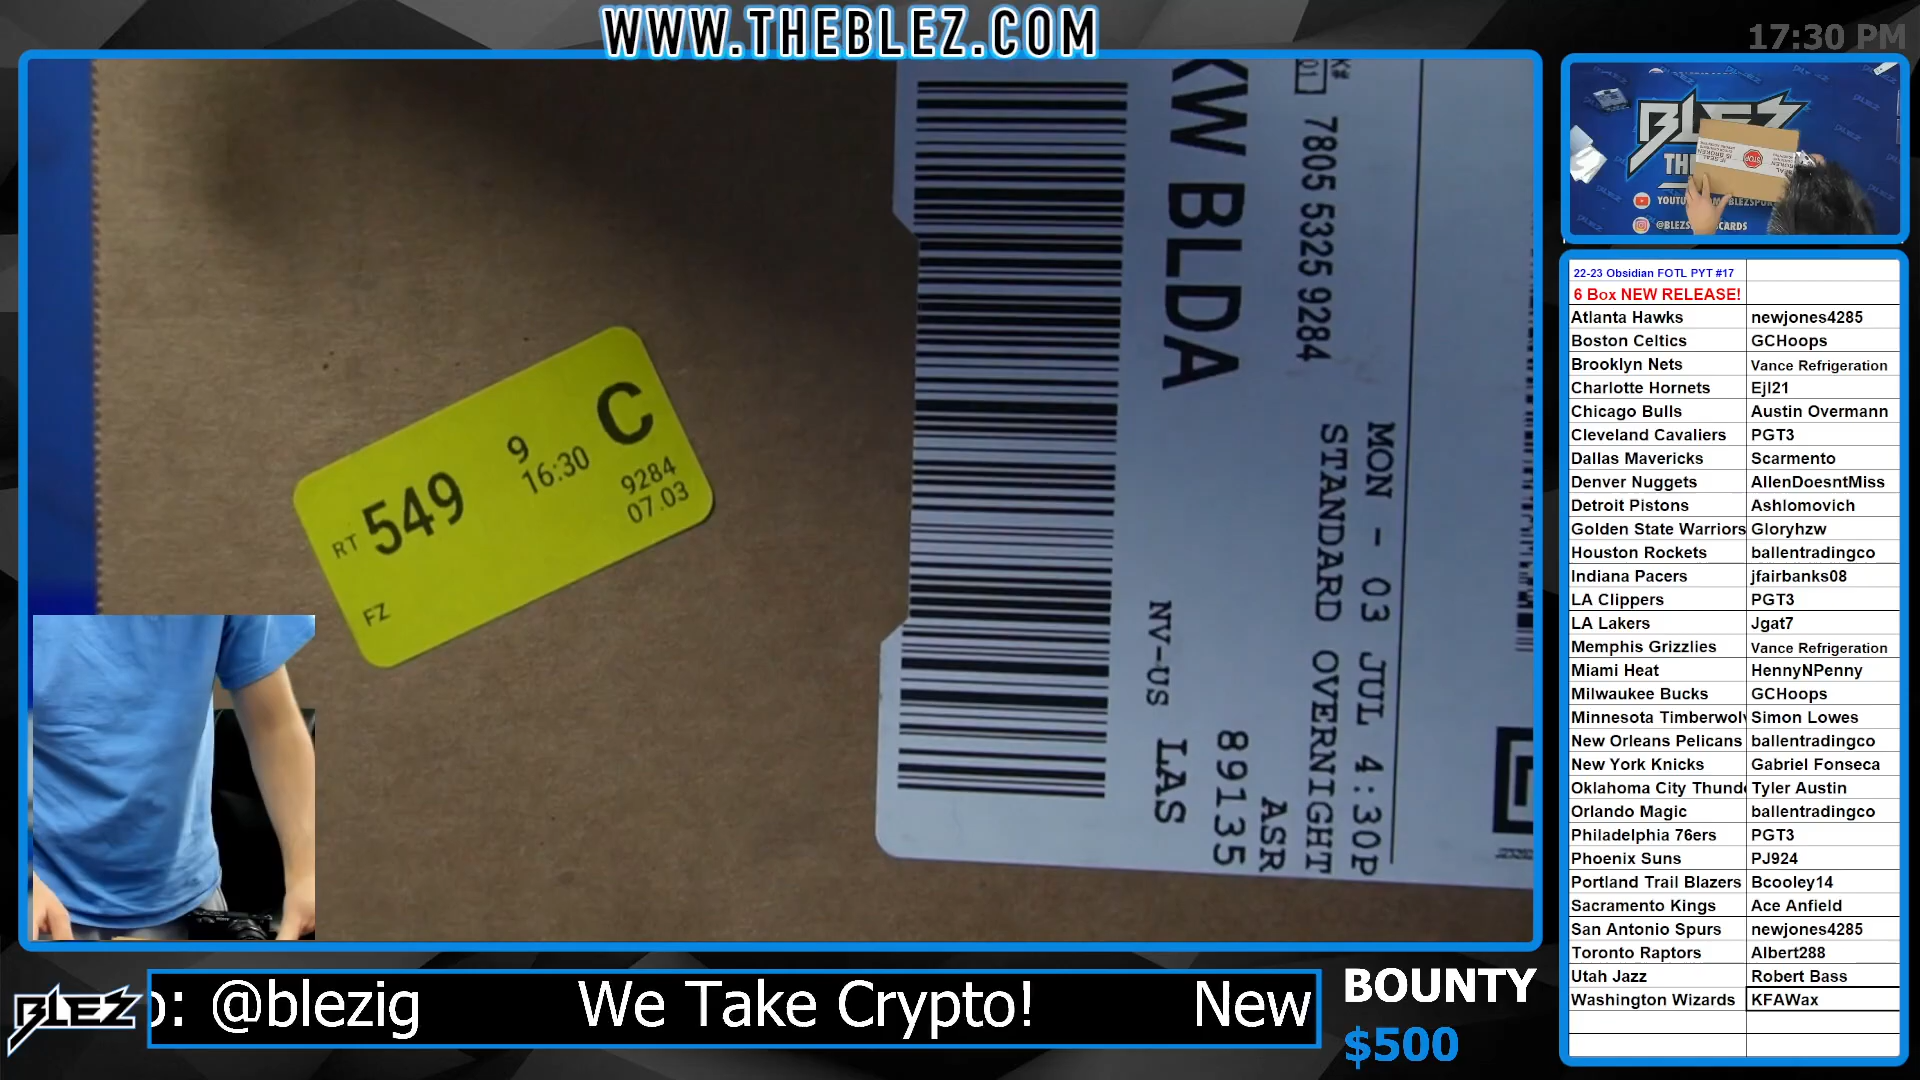 WWW.THEBLEZ.COM
17:30 PM
RT 549 9 16:30 C
9284
07.03
FZ
KW BLDA
7805 5325 9284
MON - 03 JUL 4:30P
STANDARD OVERNIGHT
ASR
89135
NV-US LAS
BLEZ
22-23 Obsidian FOTL PYT #17
6 Box NEW RELEASE!
Atlanta Hawks newjones4285
Boston Celtics GCHoops
Brooklyn Nets Vance Refrigeration
Charlotte Hornets Ejl21
Chicago Bulls Austin Overmann
Cleveland Cavaliers PGT3
Dallas Mavericks Scarmento
Denver Nuggets AllenDoesntMiss
Detroit Pistons Ashlomovich
Golden State Warriors Gloryhzw
Houston Rockets ballentradingco
Indiana Pacers jfairbanks08
LA Clippers PGT3
LA Lakers Jgat7
Memphis Grizzlies Vance Refrigeration
Miami Heat HennyNPenny
Milwaukee Bucks GCHoops
Minnesota Timberwolv Simon Lowes
New Orleans Pelicans ballentradingco
New York Knicks Gabriel Fonseca
Oklahoma City Thund Tyler Austin
Orlando Magic ballentradingco
Philadelphia 76ers PGT3
Phoenix Suns PJ924
Portland Trail Blazers Bcooley14
Sacramento Kings Ace Anfield
San Antonio Spurs newjones4285
Toronto Raptors Albert288
Utah Jazz Robert Bass
Washington Wizards KFAWax
BLEZ
@blezig We Take Crypto! New
BOUNTY
$500